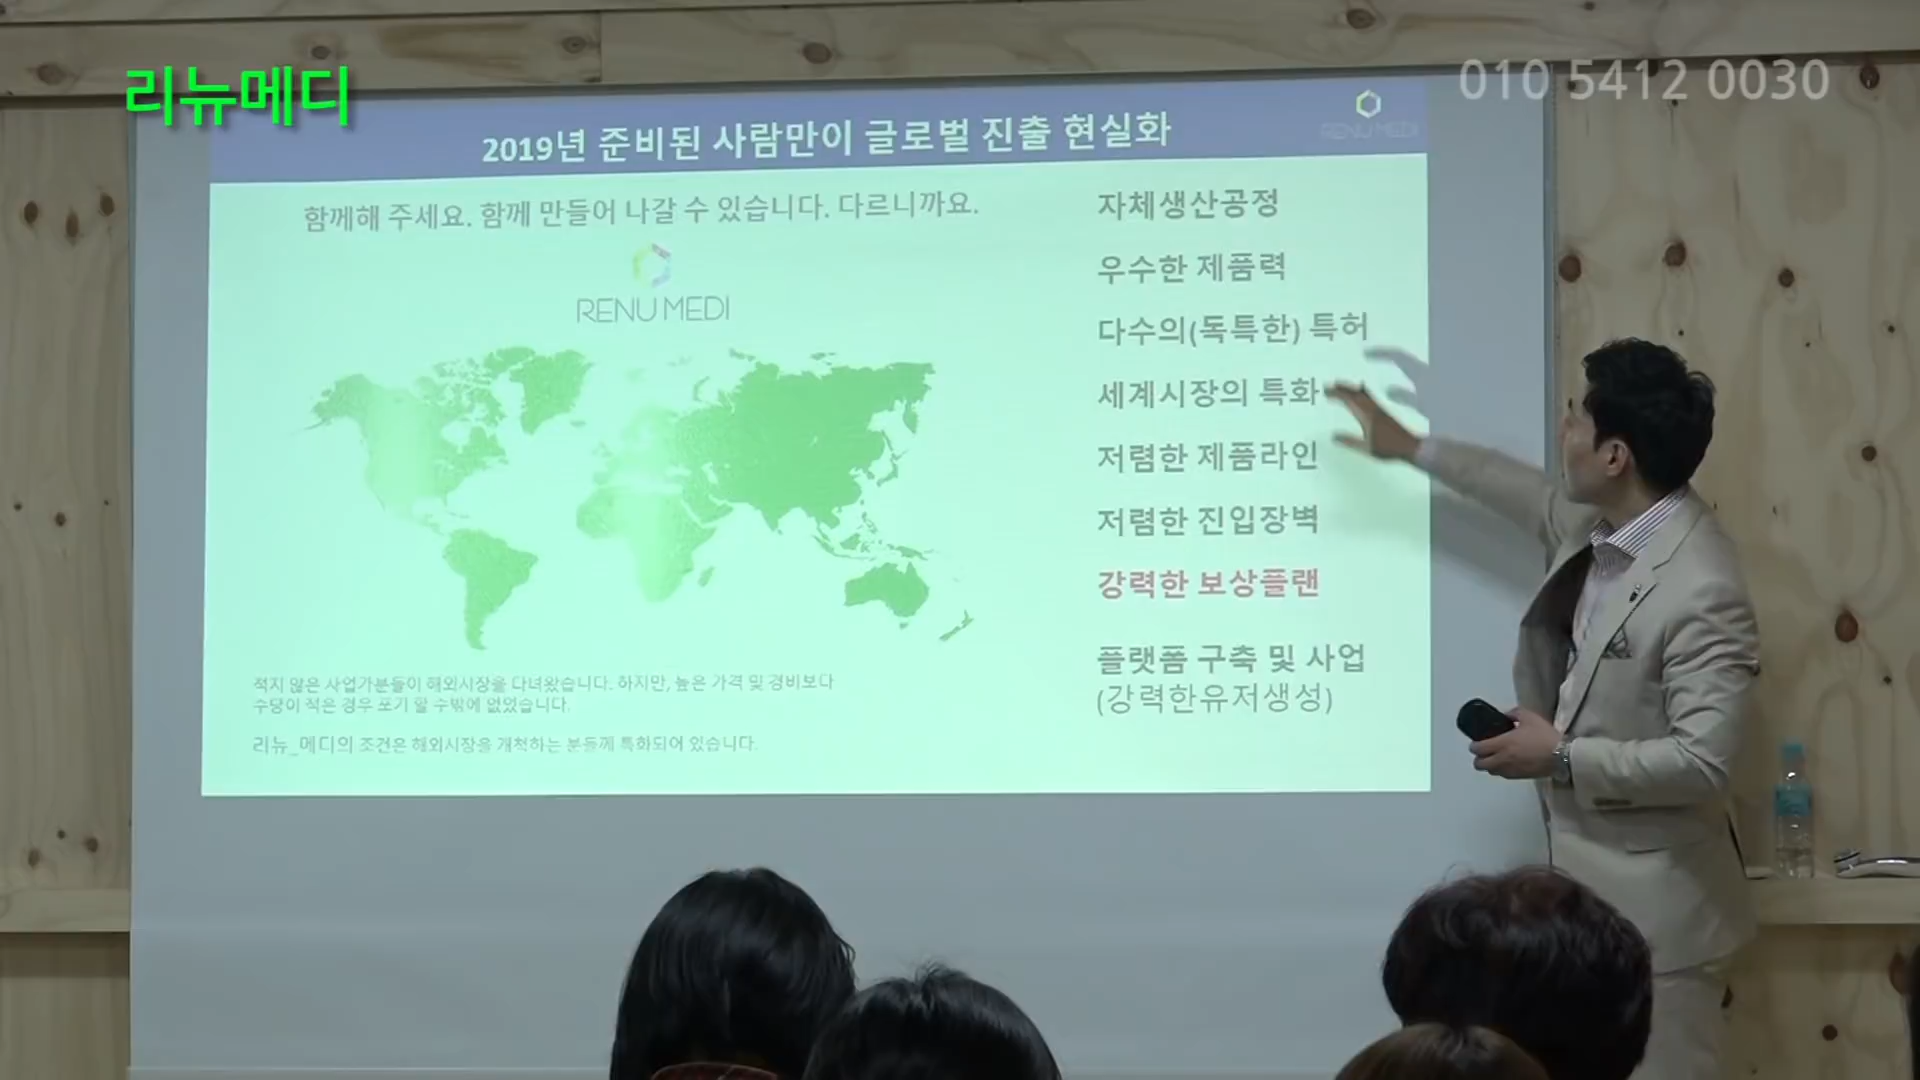 리뉴메디
010 5412 0030
2019년 준비된 사람만이 글로벌 진출 현실화
RENU MEDI
함께해 주세요. 함께 만들어 나갈 수 있습니다. 다르니까요.
RENU MEDI
자체생산공정
우수한 제품력
다수의(독특한) 특허
세계시장의 특화
저렴한 제품라인
저렴한 진입장벽
강력한 보상플랜
플랫폼 구축 및 사업
(강력한유저생성)
적지 않은 사업가분들이 해외시장을 다녀왔습니다. 하지만, 높은 가격 및 경비보다
수당이 적은 경우 포기 할 수밖에 없었습니다.
리뉴_메디의 조건은 해외시장을 개척하는 분들께 특화되어 있습니다.